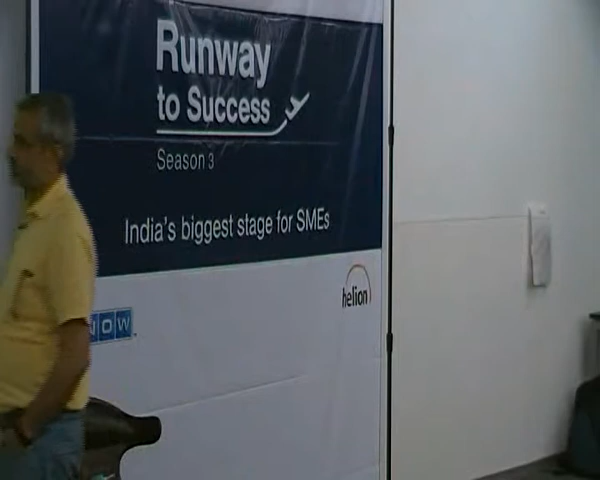 Runway
to Success
Season 3
India's biggest stage for SMEs
helion
NOW